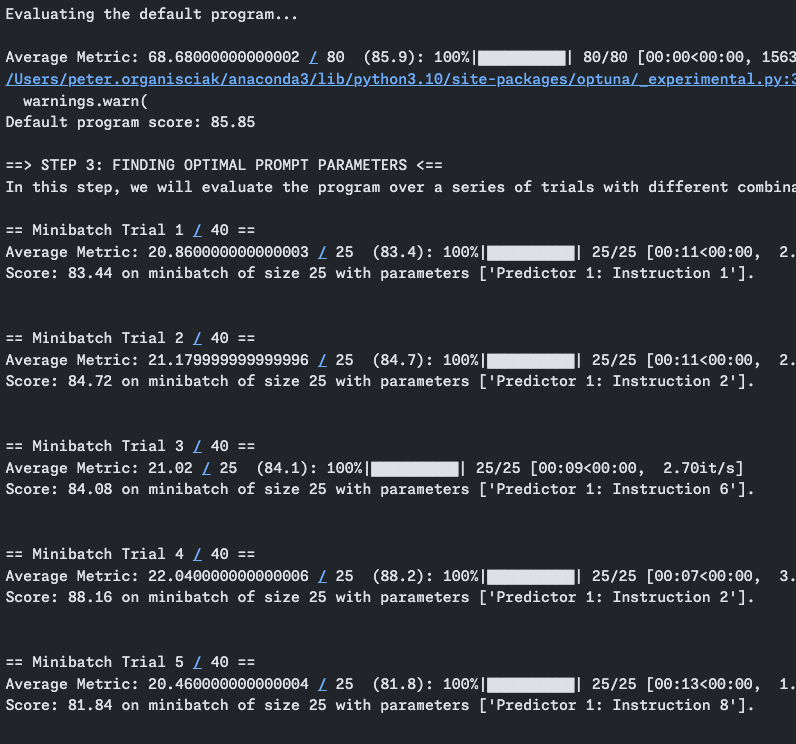 Evaluating the default program...
Average Metric: 68.68000000000002 / 80  (85.9): 100%|██████████| 80/80 [00:00<00:00, 1563
/Users/peter.organisciak/anaconda3/lib/python3.10/site-packages/optuna/_experimental.py:3
  warnings.warn(
Default program score: 85.85
==> STEP 3: FINDING OPTIMAL PROMPT PARAMETERS <==
In this step, we will evaluate the program over a series of trials with different combina
== Minibatch Trial 1 / 40 ==
Average Metric: 20.860000000000003 / 25  (83.4): 100%|██████████| 25/25 [00:11<00:00,  2.
Score: 83.44 on minibatch of size 25 with parameters ['Predictor 1: Instruction 1'].
== Minibatch Trial 2 / 40 ==
Average Metric: 21.179999999999996 / 25  (84.7): 100%|██████████| 25/25 [00:11<00:00,  2.
Score: 84.72 on minibatch of size 25 with parameters ['Predictor 1: Instruction 2'].
== Minibatch Trial 3 / 40 ==
Average Metric: 21.02 / 25  (84.1): 100%|██████████| 25/25 [00:09<00:00,  2.70it/s]
Score: 84.08 on minibatch of size 25 with parameters ['Predictor 1: Instruction 6'].
== Minibatch Trial 4 / 40 ==
Average Metric: 22.040000000000006 / 25  (88.2): 100%|██████████| 25/25 [00:07<00:00,  3.
Score: 88.16 on minibatch of size 25 with parameters ['Predictor 1: Instruction 2'].
== Minibatch Trial 5 / 40 ==
Average Metric: 20.460000000000004 / 25  (81.8): 100%|██████████| 25/25 [00:13<00:00,  1.
Score: 81.84 on minibatch of size 25 with parameters ['Predictor 1: Instruction 8'].